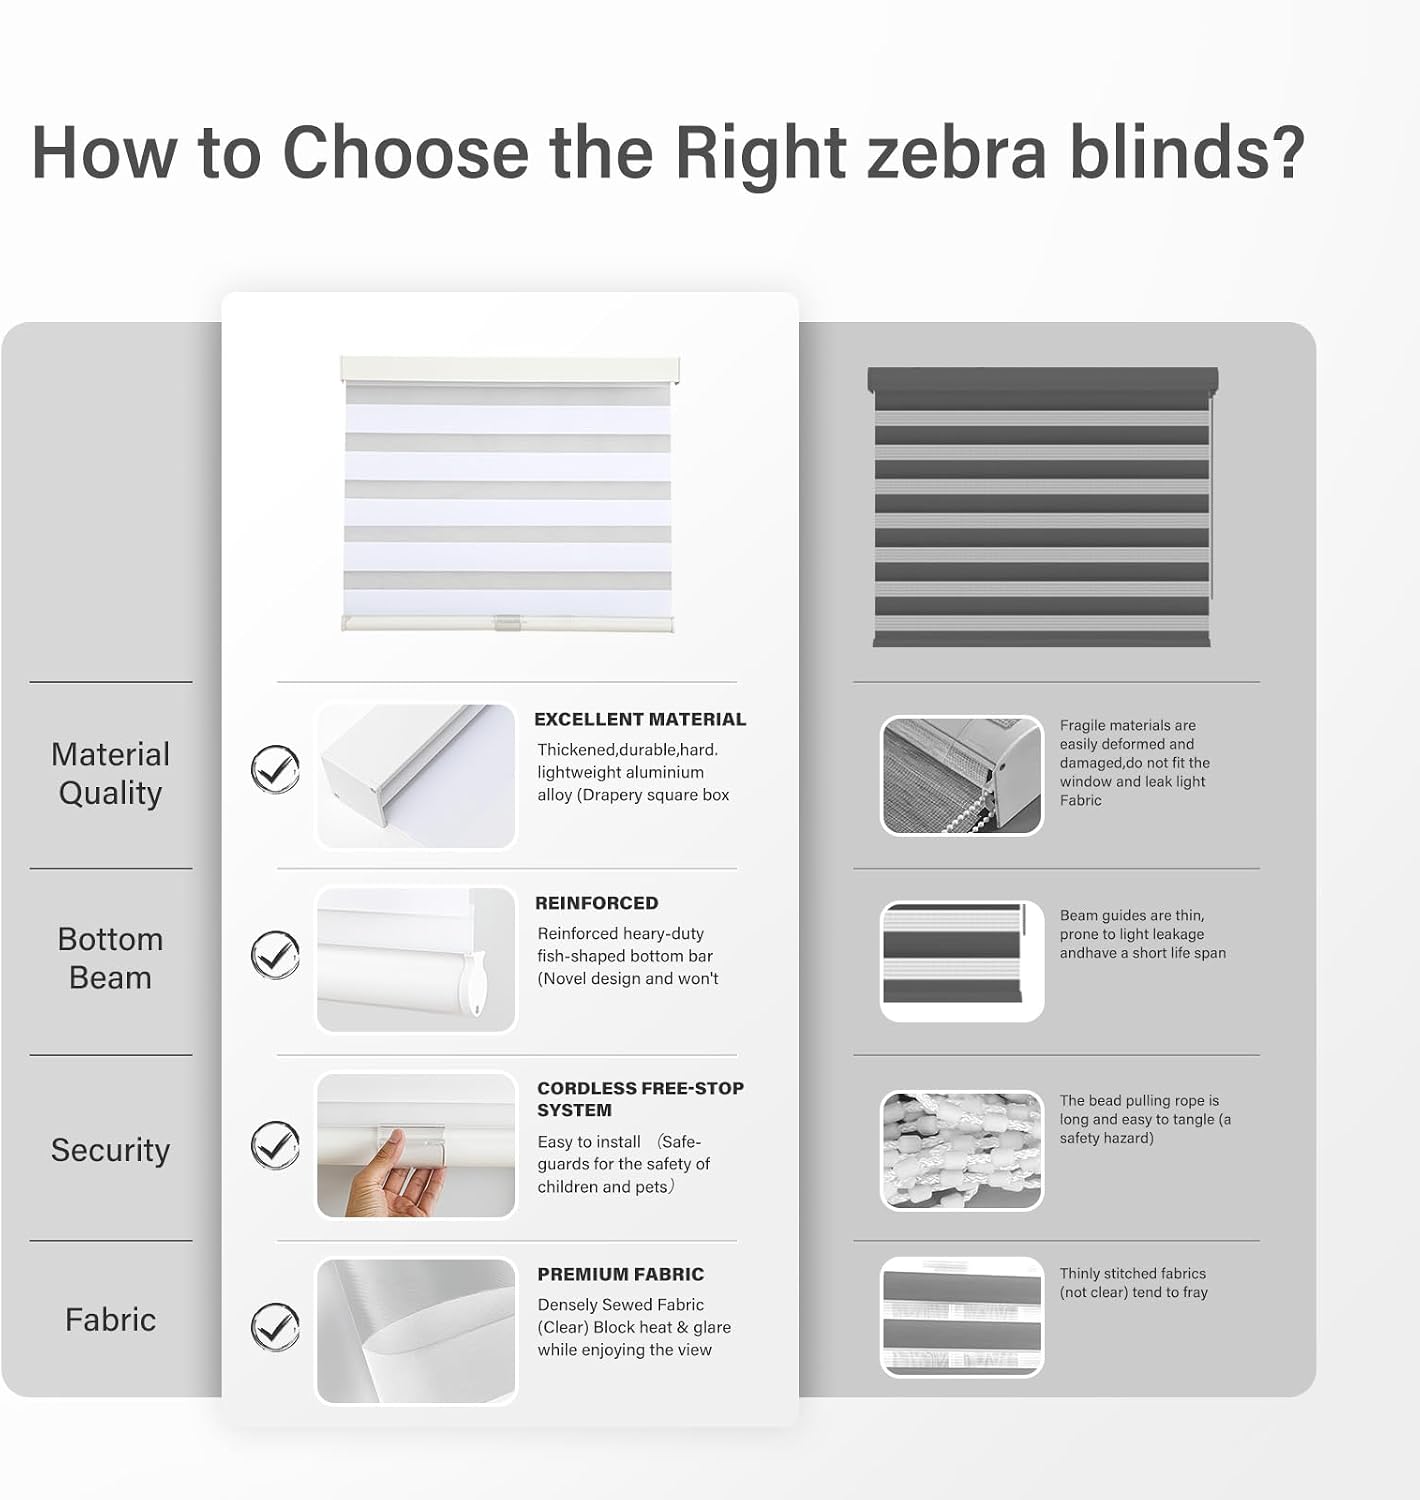 How to Choose the Right zebra blinds?
Material
Quality
EXCELLENT MATERIAL
Thickened,durable,hard.
lightweight aluminium
alloy (Drapery square box
Fragile materials are
easily deformed and
damaged,do not fit the
window and leak light
Fabric
Bottom
Beam
REINFORCED
Reinforced heary-duty
fish-shaped bottom bar
(Novel design and won't
Beam guides are thin,
prone to light leakage
andhave a short life span
Security
CORDLESS FREE-STOP
SYSTEM
Easy to install （Safe-
guards for the safety of
children and pets）
The bead pulling rope is
long and easy to tangle (a
safety hazard)
Fabric
PREMIUM FABRIC
Densely Sewed Fabric
(Clear) Block heat & glare
while enjoying the view
Thinly stitched fabrics
(not clear) tend to fray